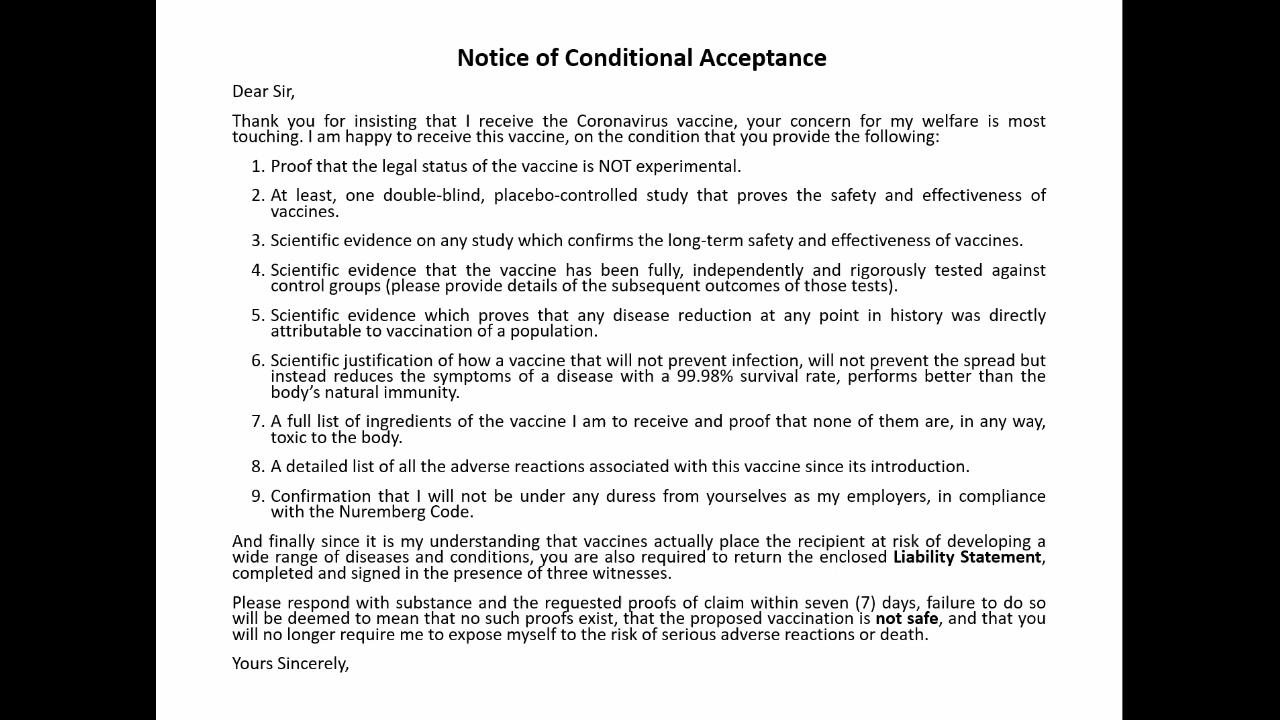 Notice of Conditional Acceptance
Dear Sir,
Thank you for insisting that I receive the Coronavirus vaccine, your concern for my welfare is most
touching. I am happy to receive this vaccine, on the condition that you provide the following:
1. Proof that the legal status of the vaccine is NOT experimental.
2. At least, one double-blind, placebo-controlled study that proves the safety and effectiveness of
vaccines.
3. Scientific evidence on any study which confirms the long-term safety and effectiveness of vaccines.
4. Scientific evidence that the vaccine has been fully, independently and rigorously tested against
control groups (please provide details of the subsequent outcomes of those tests).
5. Scientific evidence which proves that any disease reduction at any point in history was directly
attributable to vaccination of a population.
6. Scientific justification of how a vaccine that will not prevent infection, will not prevent the spread but
instead reduces the symptoms of a disease with a 99.98% survival rate, performs better than the
body’s natural immunity.
7. A full list of ingredients of the vaccine I am to receive and proof that none of them are, in any way,
toxic to the body.
8. A detailed list of all the adverse reactions associated with this vaccine since its introduction.
9. Confirmation that I will not be under any duress from yourselves as my employers, in compliance
with the Nuremberg Code.
And finally since it is my understanding that vaccines actually place the recipient at risk of developing a
wide range of diseases and conditions, you are also required to return the enclosed Liability Statement,
completed and signed in the presence of three witnesses.
Please respond with substance and the requested proofs of claim within seven (7) days, failure to do so
will be deemed to mean that no such proofs exist, that the proposed vaccination is not safe, and that you
will no longer require me to expose myself to the risk of serious adverse reactions or death.
Yours Sincerely,